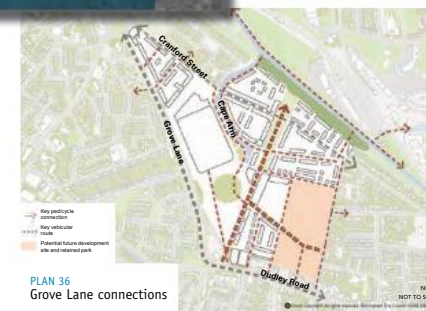 Cranford Street
Cape Arm
Grove Lane
Dudley Road
Key ped/cycle
connection
Key vehicular
route
Potential future development
site and retained park
PLAN 36
Grove Lane connections
NOT TO S